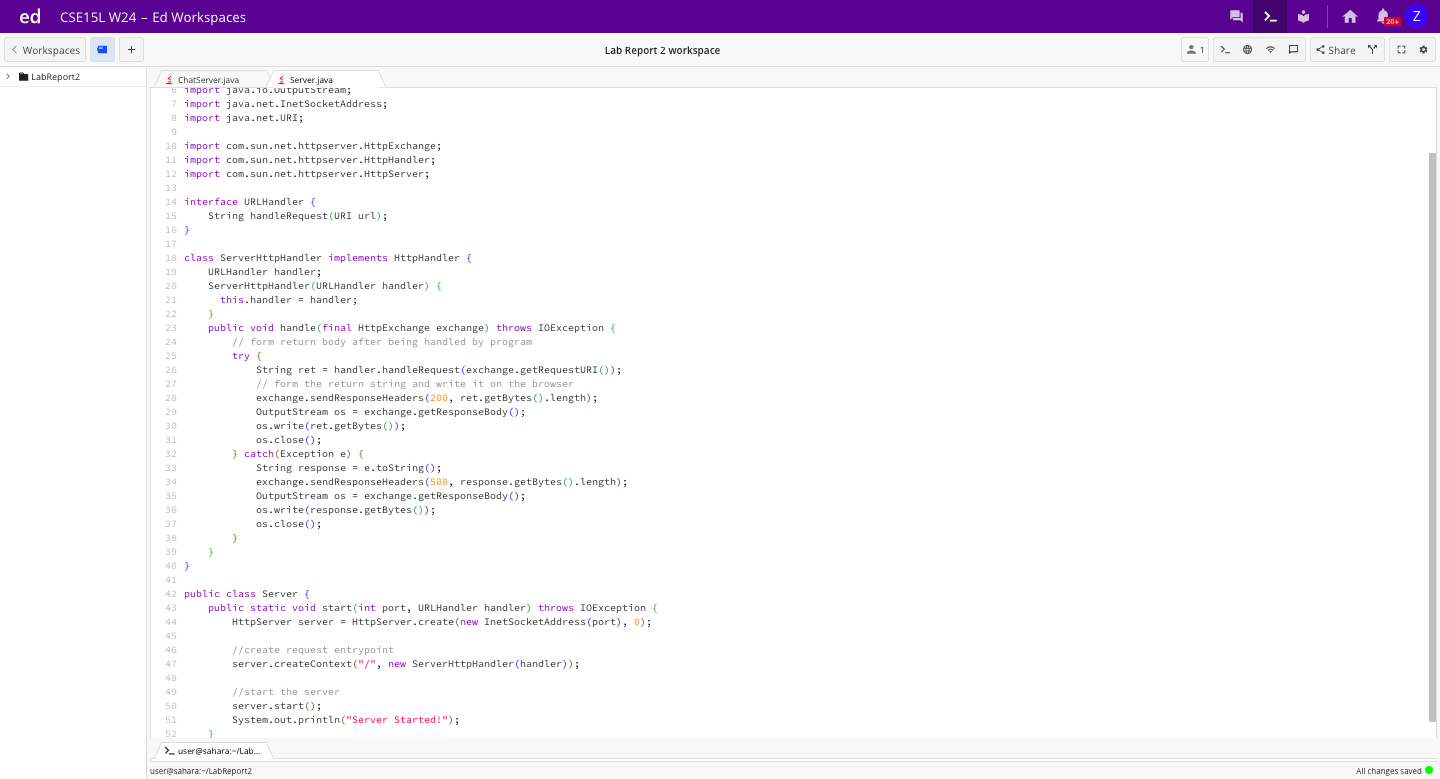 ed CSE15L W24 – Ed Workspaces 20+ Z
Workspaces + Lab Report 2 workspace 1 Share
LabReport2
ChatServer.java Server.java
6 import java.io.OutputStream;
7 import java.net.InetSocketAddress;
8 import java.net.URI;
9
10 import com.sun.net.httpserver.HttpExchange;
11 import com.sun.net.httpserver.HttpHandler;
12 import com.sun.net.httpserver.HttpServer;
13
14 interface URLHandler {
15     String handleRequest(URI url);
16 }
17
18 class ServerHttpHandler implements HttpHandler {
19     URLHandler handler;
20     ServerHttpHandler(URLHandler handler) {
21       this.handler = handler;
22     }
23     public void handle(final HttpExchange exchange) throws IOException {
24         // form return body after being handled by program
25         try {
26             String ret = handler.handleRequest(exchange.getRequestURI());
27             // form the return string and write it on the browser
28             exchange.sendResponseHeaders(200, ret.getBytes().length);
29             OutputStream os = exchange.getResponseBody();
30             os.write(ret.getBytes());
31             os.close();
32         } catch(Exception e) {
33             String response = e.toString();
34             exchange.sendResponseHeaders(500, response.getBytes().length);
35             OutputStream os = exchange.getResponseBody();
36             os.write(response.getBytes());
37             os.close();
38         }
39     }
40 }
41
42 public class Server {
43     public static void start(int port, URLHandler handler) throws IOException {
44         HttpServer server = HttpServer.create(new InetSocketAddress(port), 0);
45
46         //create request entrypoint
47         server.createContext("/", new ServerHttpHandler(handler));
48
49         //start the server
50         server.start();
51         System.out.println("Server Started!");
52     }
user@sahara:~/Lab...
user@sahara:~/LabReport2 All changes saved